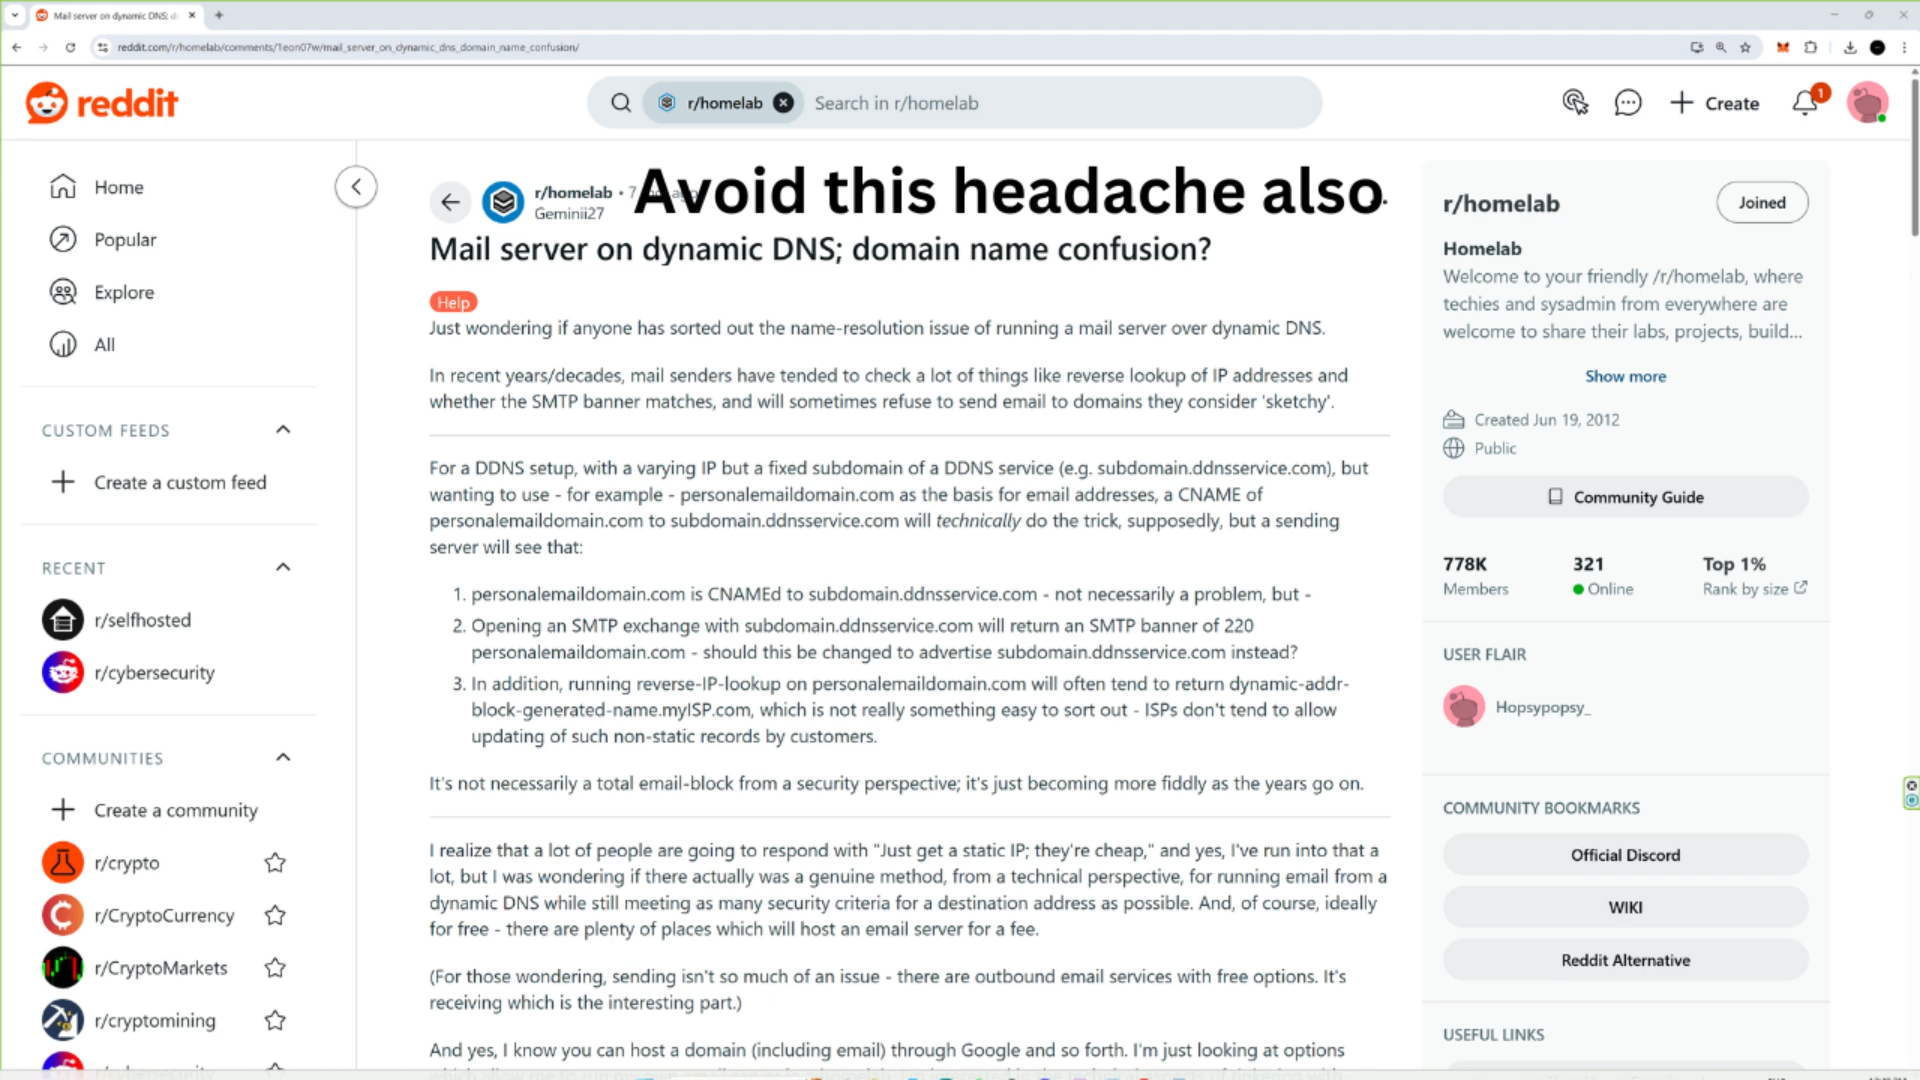 Mail server on dynamic DNS; d
reddit.com/r/homelab/comments/1eon07w/mail_server_on_dynamic_dns_domain_name_confusion/
reddit
r/homelab
Search in r/homelab
Create
1
Home
Popular
Explore
All
CUSTOM FEEDS
Create a custom feed
RECENT
r/selfhosted
r/cybersecurity
COMMUNITIES
Create a community
r/crypto
r/CryptoCurrency
r/CryptoMarkets
r/cryptomining
r/cybersecurity
Avoid this headache also
r/homelab • 7
Geminii27
Mail server on dynamic DNS; domain name confusion?
Help
Just wondering if anyone has sorted out the name-resolution issue of running a mail server over dynamic DNS.
In recent years/decades, mail senders have tended to check a lot of things like reverse lookup of IP addresses and
whether the SMTP banner matches, and will sometimes refuse to send email to domains they consider 'sketchy'.
For a DDNS setup, with a varying IP but a fixed subdomain of a DDNS service (e.g. subdomain.ddnsservice.com), but
wanting to use - for example - personalemaildomain.com as the basis for email addresses, a CNAME of
personalemaildomain.com to subdomain.ddnsservice.com will technically do the trick, supposedly, but a sending
server will see that:
1. personalemaildomain.com is CNAMEd to subdomain.ddnsservice.com - not necessarily a problem, but -
2. Opening an SMTP exchange with subdomain.ddnsservice.com will return an SMTP banner of 220
personalemaildomain.com - should this be changed to advertise subdomain.ddnsservice.com instead?
3. In addition, running reverse-IP-lookup on personalemaildomain.com will often tend to return dynamic-addr-
block-generated-name.myISP.com, which is not really something easy to sort out - ISPs don't tend to allow
updating of such non-static records by customers.
It's not necessarily a total email-block from a security perspective; it's just becoming more fiddly as the years go on.
I realize that a lot of people are going to respond with "Just get a static IP; they're cheap," and yes, I've run into that a
lot, but I was wondering if there actually was a genuine method, from a technical perspective, for running email from a
dynamic DNS while still meeting as many security criteria for a destination address as possible. And, of course, ideally
for free - there are plenty of places which will host an email server for a fee.
(For those wondering, sending isn't so much of an issue - there are outbound email services with free options. It's
receiving which is the interesting part.)
And yes, I know you can host a domain (including email) through Google and so forth. I'm just looking at options
r/homelab
Joined
Homelab
Welcome to your friendly /r/homelab, where
techies and sysadmin from everywhere are
welcome to share their labs, projects, build...
Show more
Created Jun 19, 2012
Public
Community Guide
778K
Members
321
Online
Top 1%
Rank by size
USER FLAIR
Hopsypopsy_
COMMUNITY BOOKMARKS
Official Discord
WIKI
Reddit Alternative
USEFUL LINKS